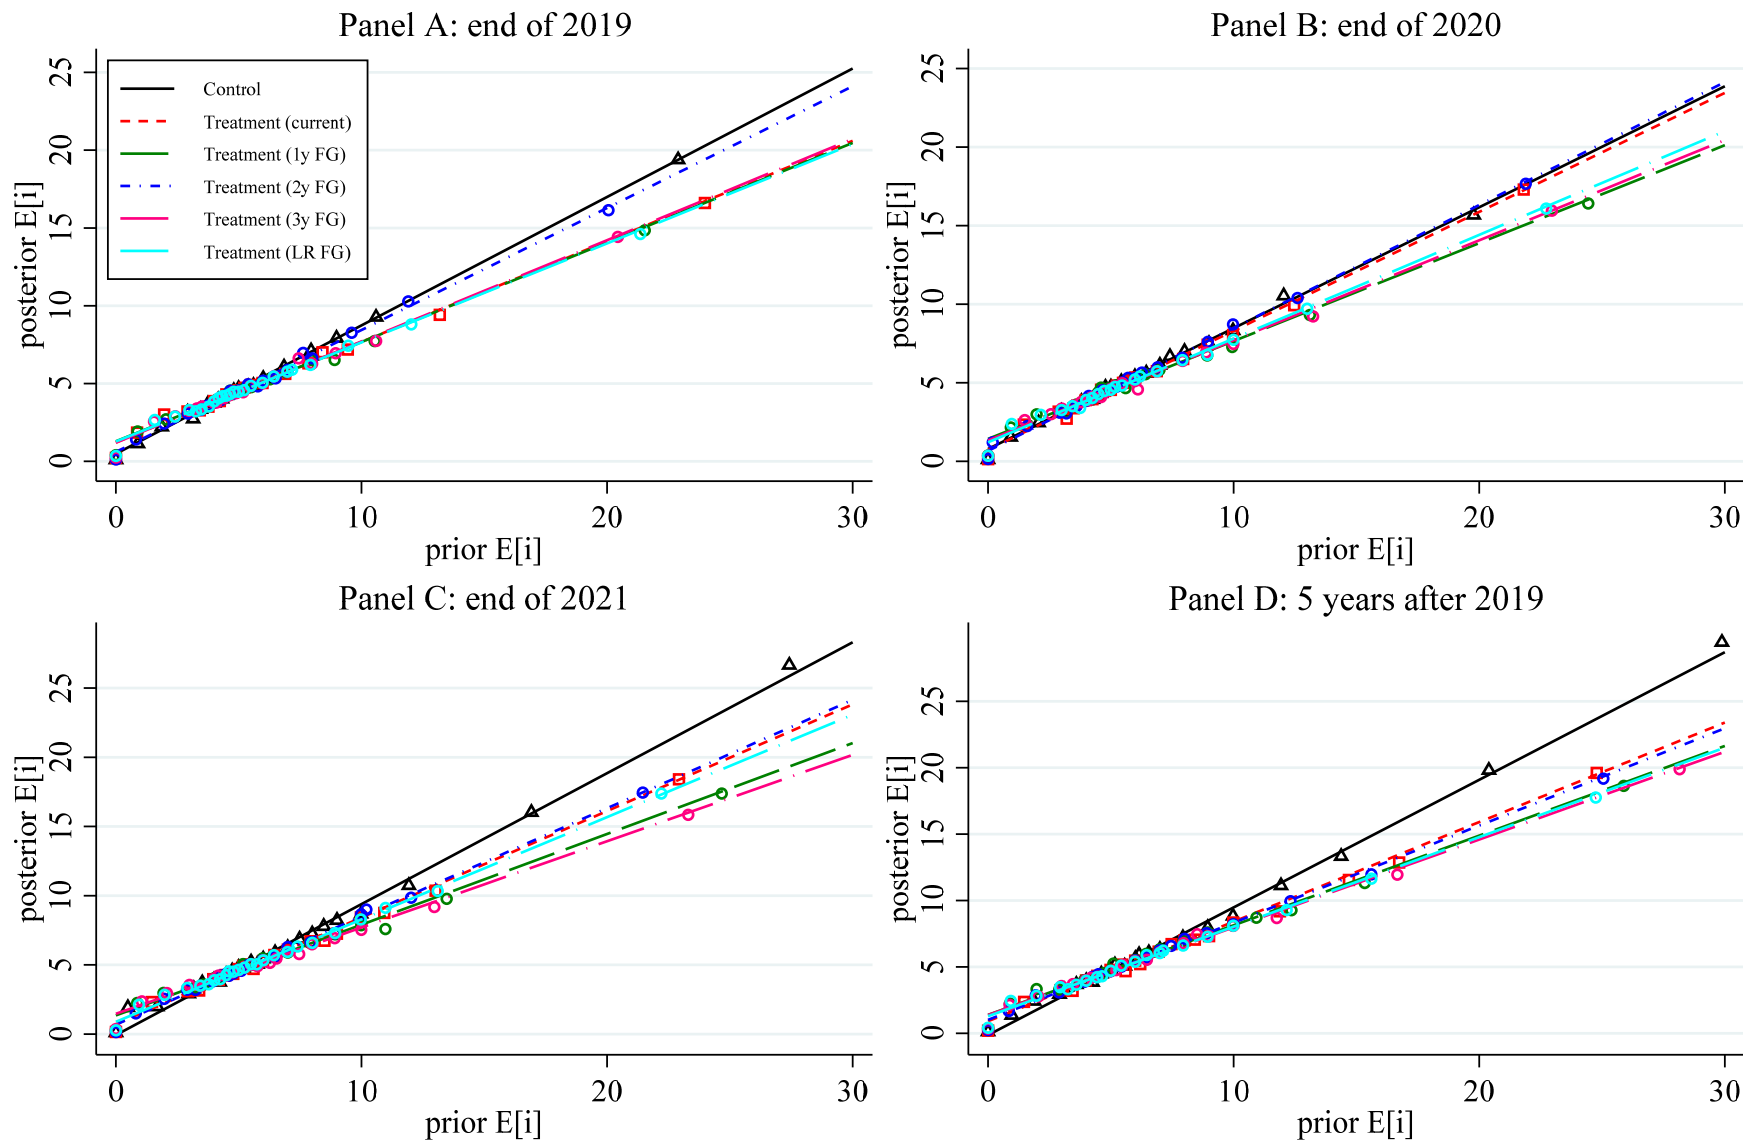 Panel A: end of 2019
posterior E[i]
0 5 10 15 20 25
Control
Treatment (current)
Treatment (1y FG)
Treatment (2y FG)
Treatment (3y FG)
Treatment (LR FG)
0 10 20 30
prior E[i]
Panel B: end of 2020
posterior E[i]
0 5 10 15 20 25
0 10 20 30
prior E[i]
Panel C: end of 2021
posterior E[i]
0 5 10 15 20 25
0 10 20 30
prior E[i]
Panel D: 5 years after 2019
posterior E[i]
0 5 10 15 20 25
0 10 20 30
prior E[i]